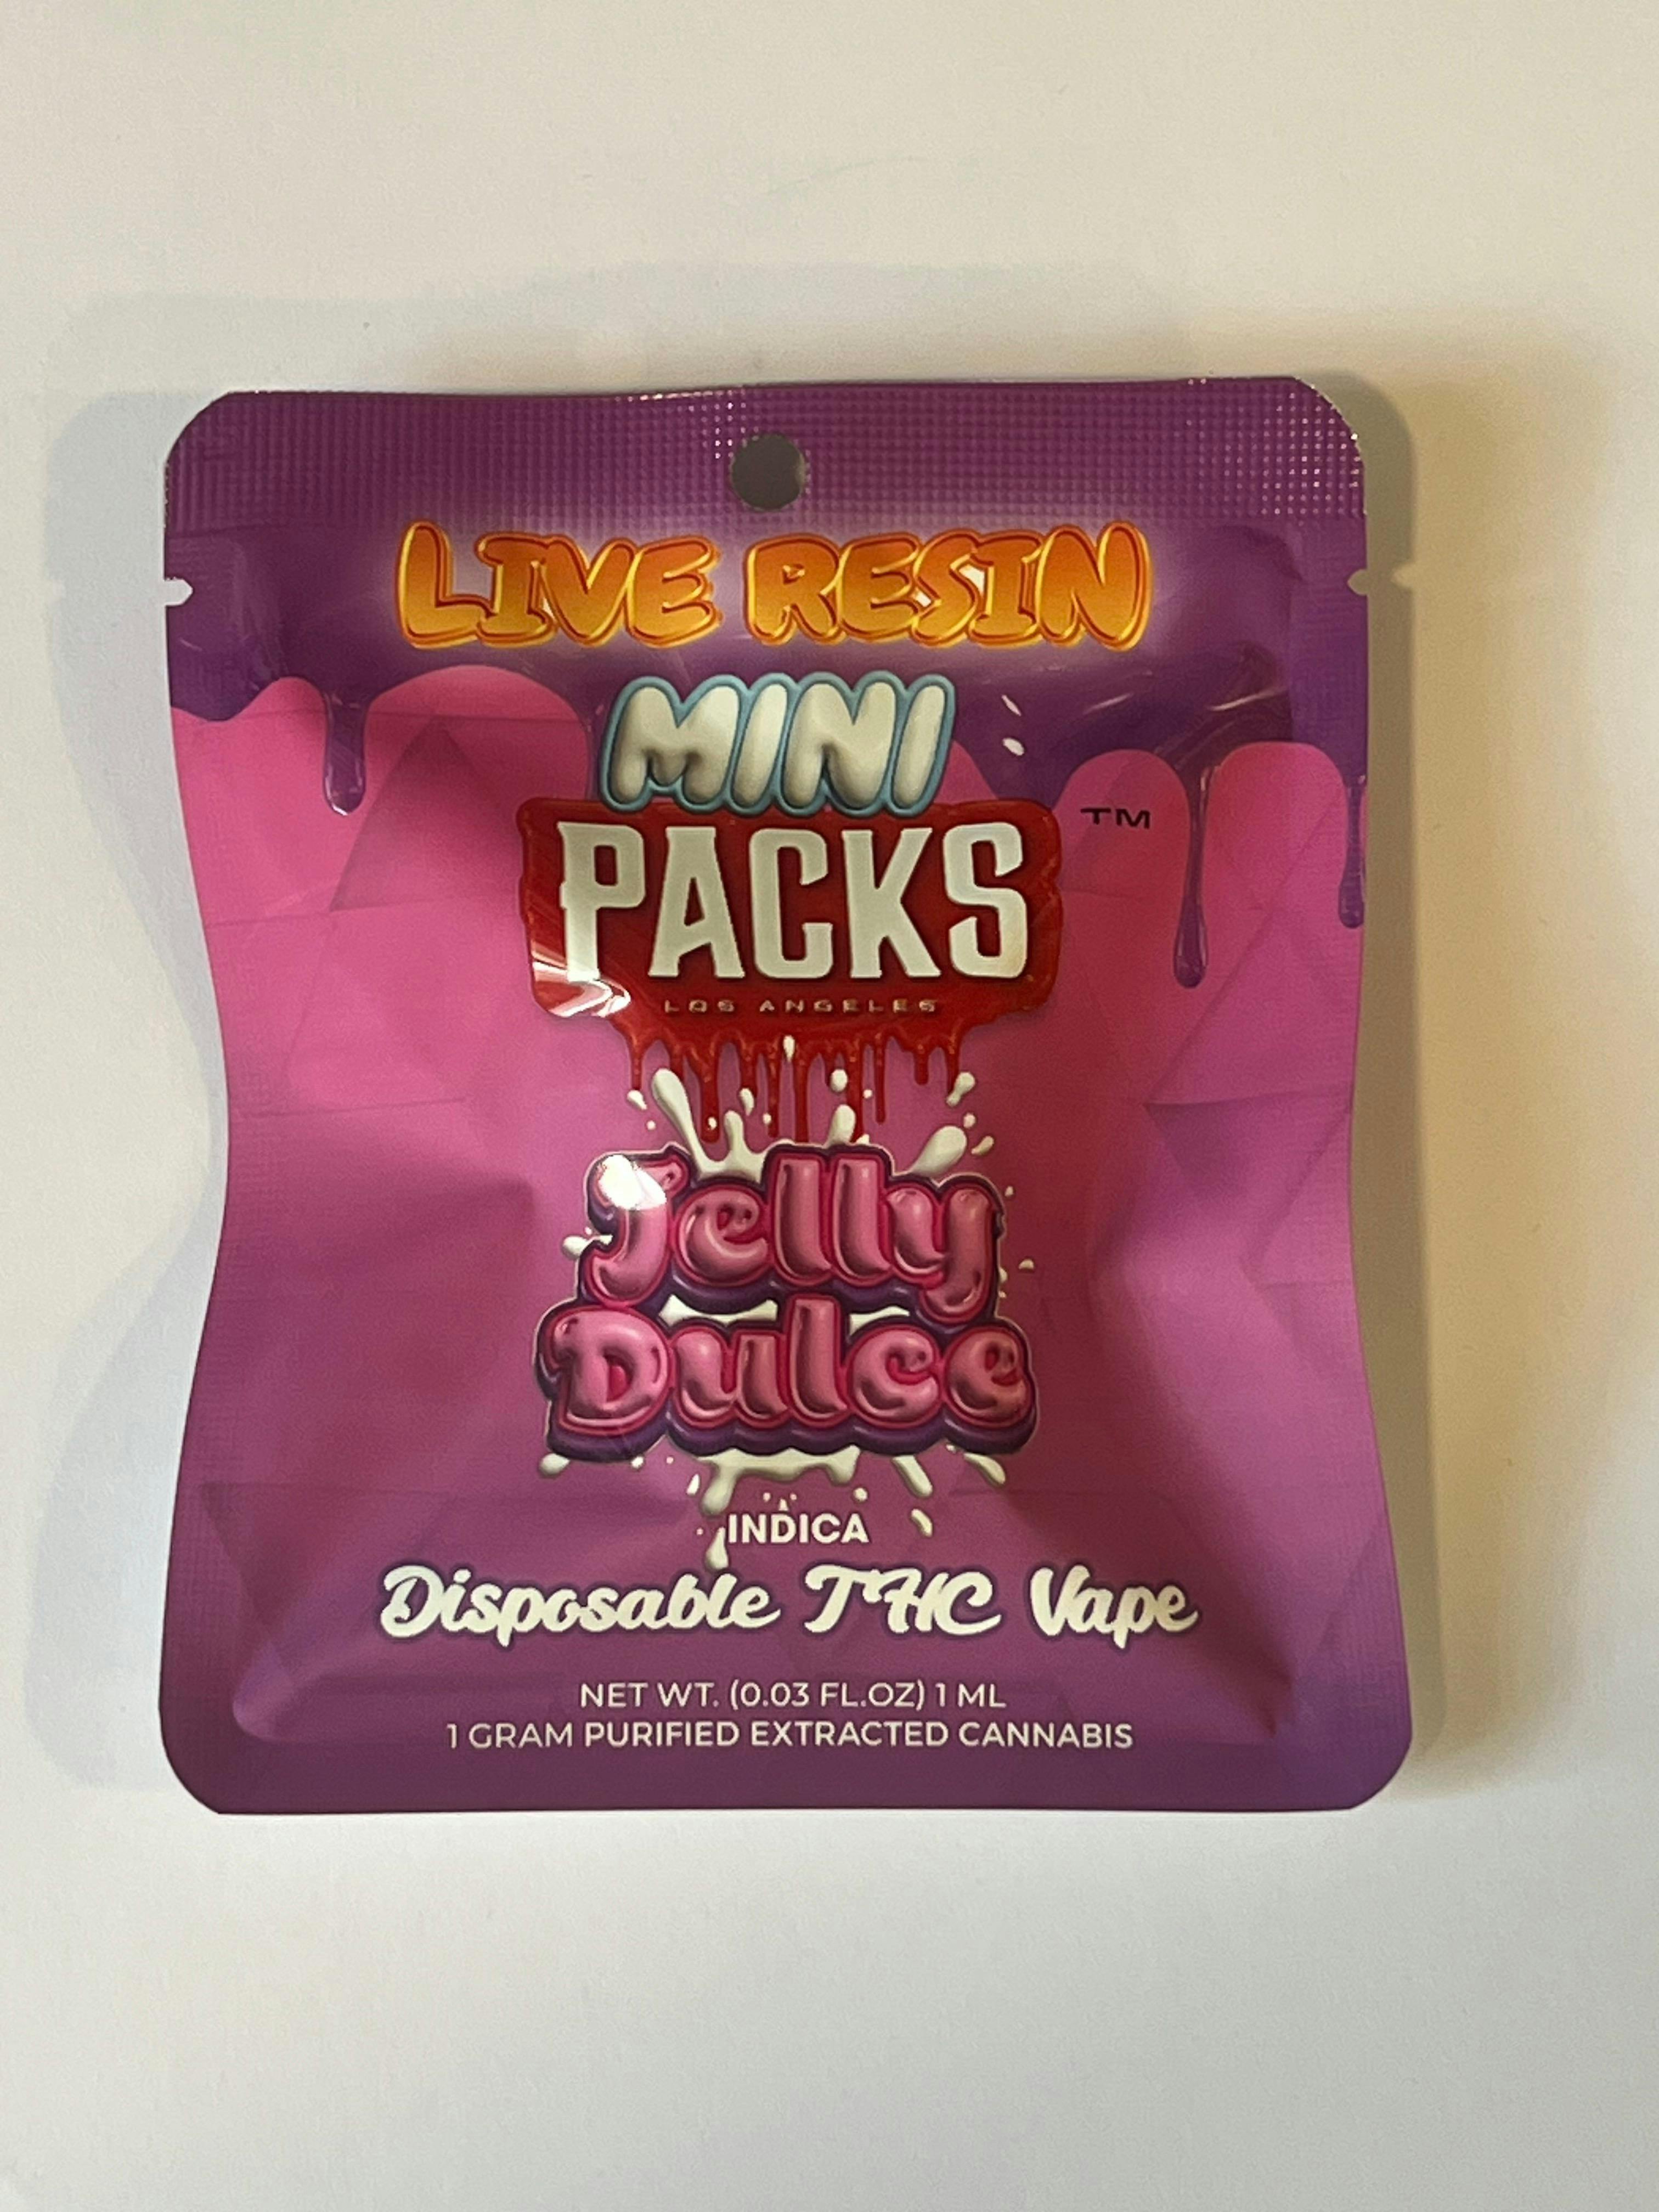 LIVE RESIN
MINI
PACKS
TM
LOS ANGELES
Jelly
Dulce
INDICA
Disposable THC Vape
NET WT. (0.03 FL.OZ) 1 ML
1 GRAM PURIFIED EXTRACTED CANNABIS